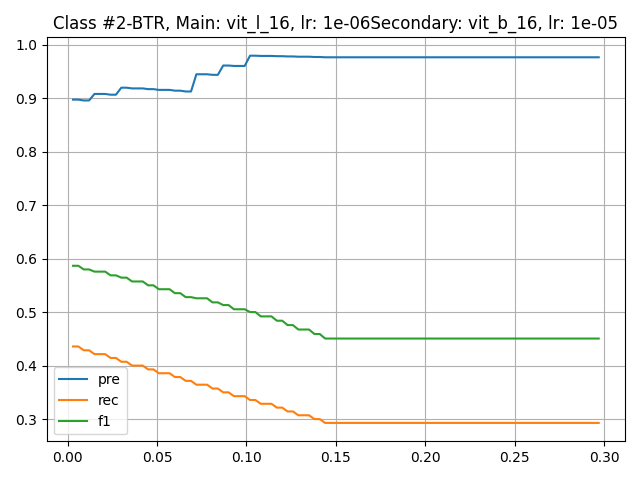 Class #2-BTR, Main: vit_l_16, lr: 1e-06Secondary: vit_b_16, lr: 1e-05
1.0
0.9
0.8
0.7
0.6
0.5
0.4
0.3
pre
rec
f1
0.00 0.05 0.10 0.15 0.20 0.25 0.30